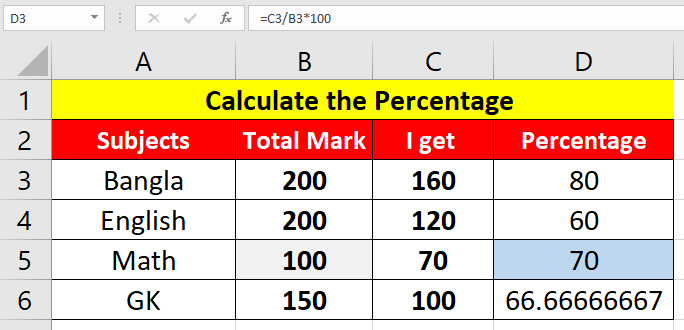 D3 =C3/B3*100
A B C D
1 Calculate the Percentage
2 Subjects Total Mark I get Percentage
3 Bangla 200 160 80
4 English 200 120 60
5 Math 100 70 70
6 GK 150 100 66.66666667